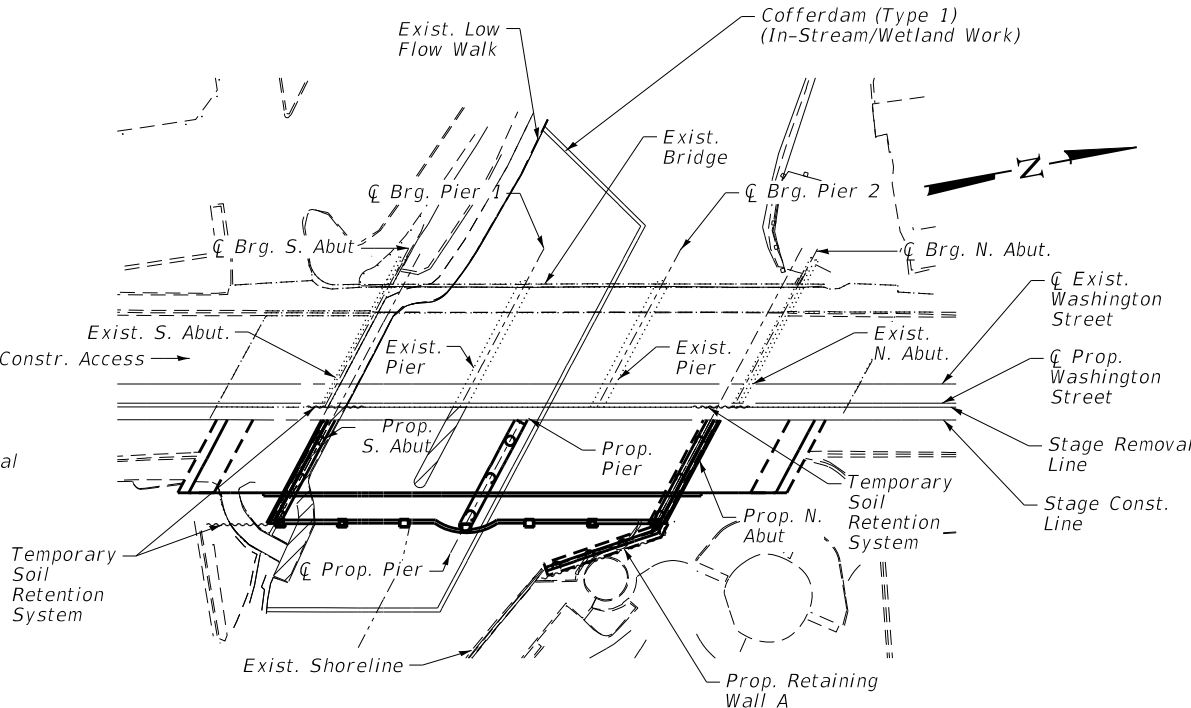 Exist. Low
Flow Walk
Cofferdam (Type 1)
(In-Stream/Wetland Work)
Exist.
Bridge
N
℄ Brg. Pier 1
℄ Brg. Pier 2
℄ Brg. S. Abut
℄ Brg. N. Abut.
℄ Exist.
Washington
Street
Exist. S. Abut.
Exist.
Pier
Exist.
Pier
Exist.
N. Abut.
Constr. Access
℄ Prop.
Washington
Street
Prop.
S. Abut
Prop.
Pier
Stage Removal
Line
al
Temporary
Soil
Retention
System
Stage Const.
Line
Prop. N.
Abut
Temporary
Soil
Retention
System
℄ Prop. Pier
Exist. Shoreline
Prop. Retaining
Wall A